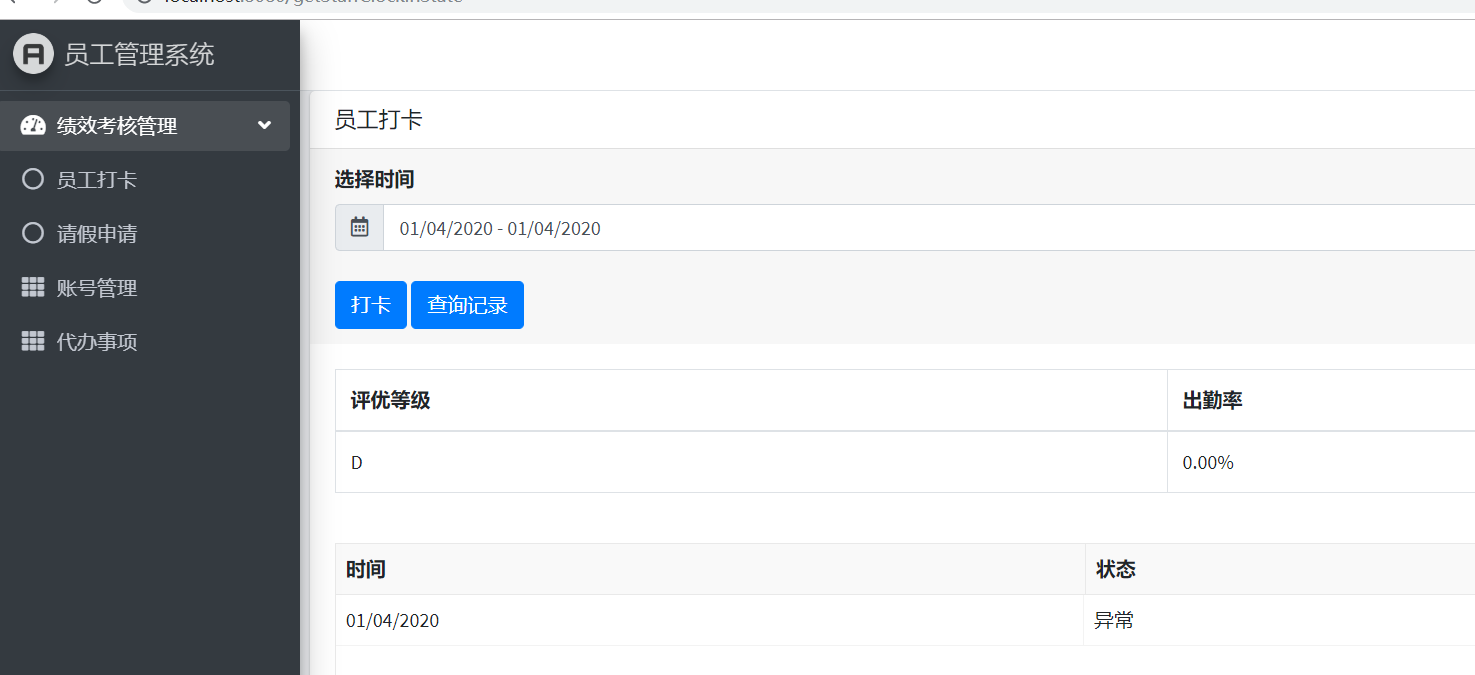 员工管理系统
绩效考核管理
员工打卡
请假申请
账号管理
代办事项
员工打卡
选择时间
01/04/2020 - 01/04/2020
打卡 查询记录
评优等级 出勤率
D 0.00%
时间 状态
01/04/2020 异常